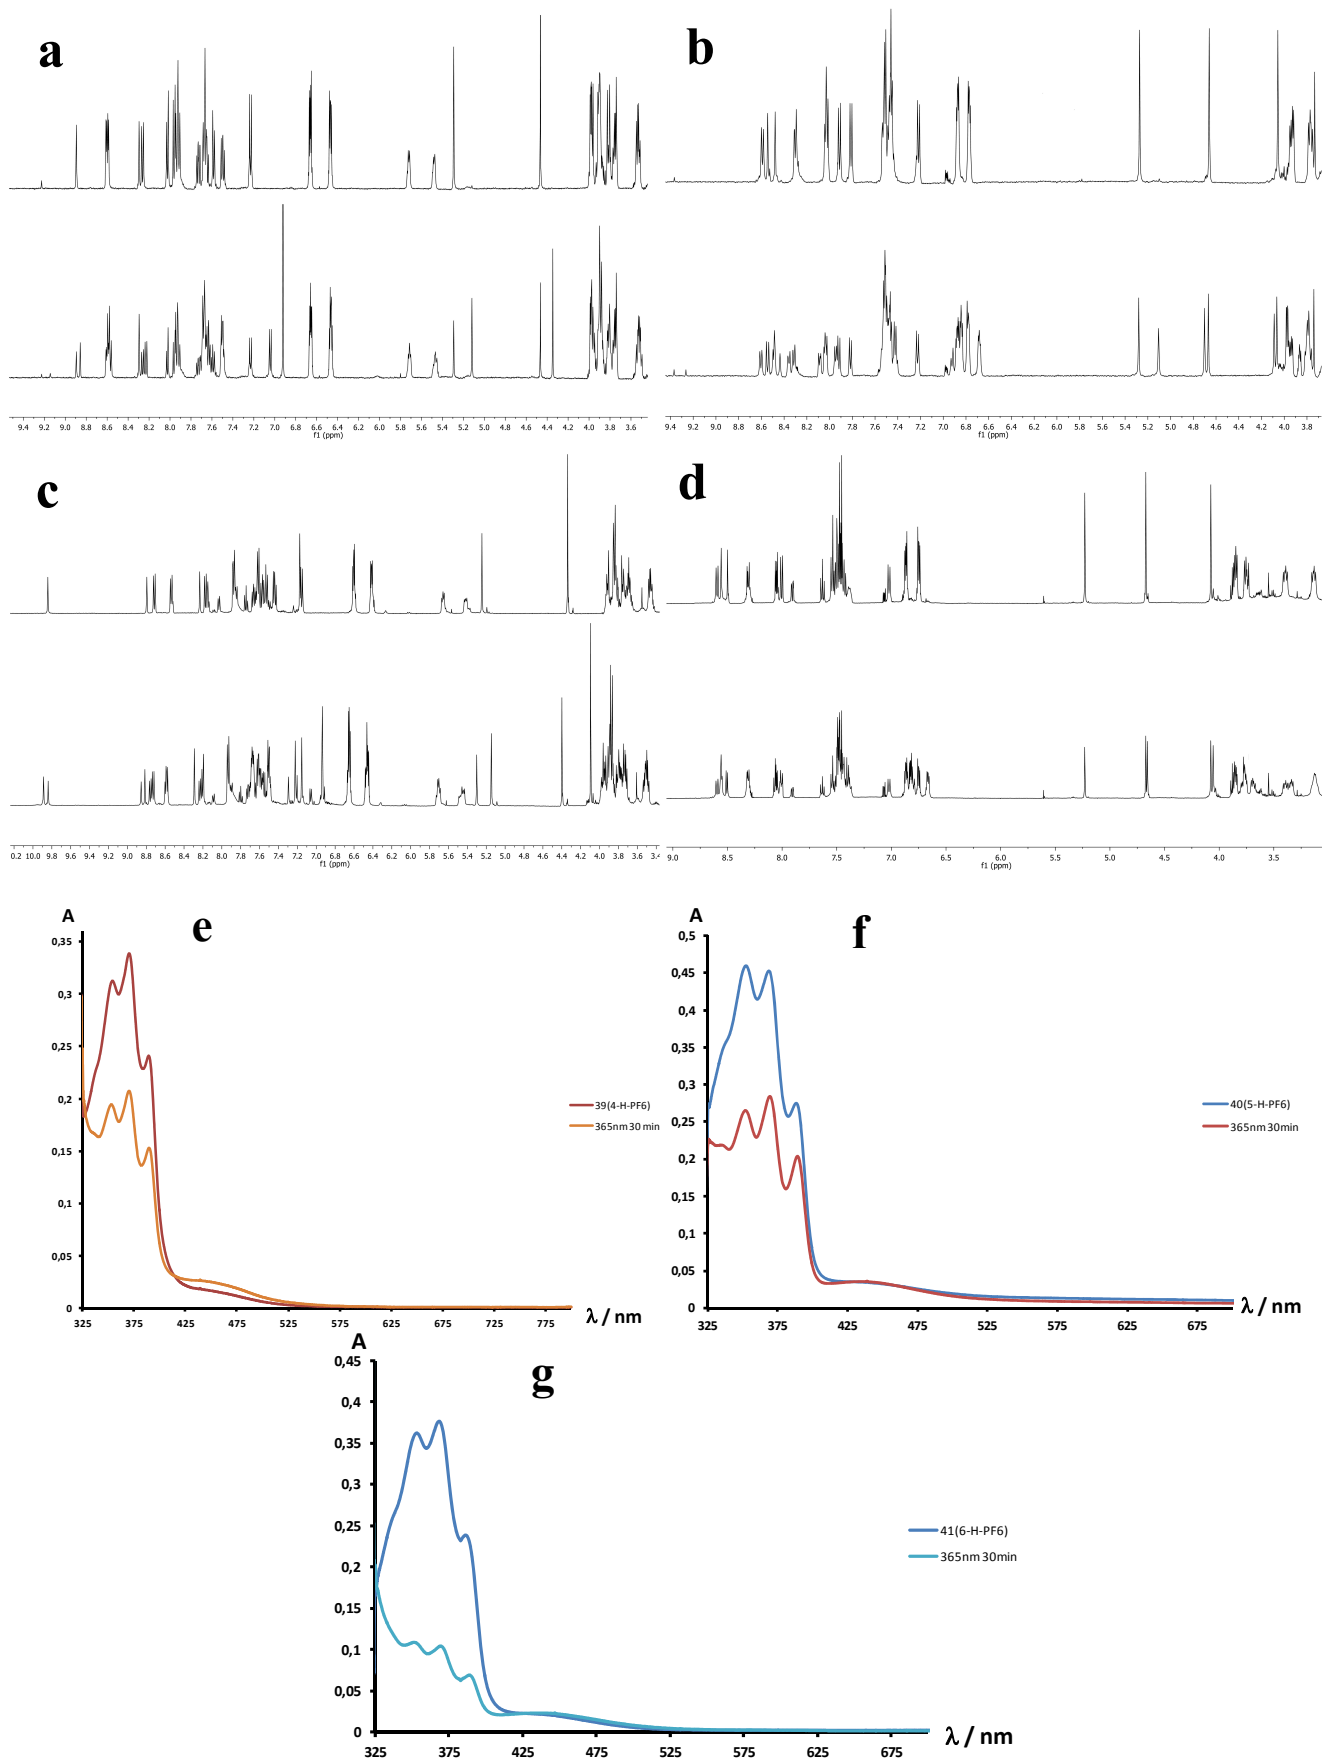 a
b
9.4 9.2 9.0 8.8 8.6 8.4 8.2 8.0 7.8 7.6 7.4 7.2 7.0 6.8 6.6 6.4 6.2 6.0 5.8 5.6 5.4 5.2 5.0 4.8 4.6 4.4 4.2 4.0 3.8 3.6
f1 (ppm)
9.4 9.2 9.0 8.8 8.6 8.4 8.2 8.0 7.8 7.6 7.4 7.2 7.0 6.8 6.6 6.4 6.2 6.0 5.8 5.6 5.4 5.2 5.0 4.8 4.6 4.4 4.2 4.0 3.8
f1 (ppm)
c
d
0.2 10.0 9.8 9.6 9.4 9.2 9.0 8.8 8.6 8.4 8.2 8.0 7.8 7.6 7.4 7.2 7.0 6.8 6.6 6.4 6.2 6.0 5.8 5.6 5.4 5.2 5.0 4.8 4.6 4.4 4.2 4.0 3.8 3.6 3.4
f1 (ppm)
9.0 8.5 8.0 7.5 7.0 6.5 6.0 5.5 5.0 4.5 4.0 3.5
f1 (ppm)
A
e
0,35
0,3
0,25
0,2
0,15
0,1
0,05
0
325 375 425 475 525 575 625 675 725 775
λ / nm
39(4-H-PF6)
365nm 30 min
A
f
0,5
0,45
0,4
0,35
0,3
0,25
0,2
0,15
0,1
0,05
0
325 375 425 475 525 575 625 675
λ / nm
40(5-H-PF6)
365nm 30min
A
g
0,45
0,4
0,35
0,3
0,25
0,2
0,15
0,1
0,05
0
325 375 425 475 525 575 625 675
λ / nm
41(6-H-PF6)
365nm 30min